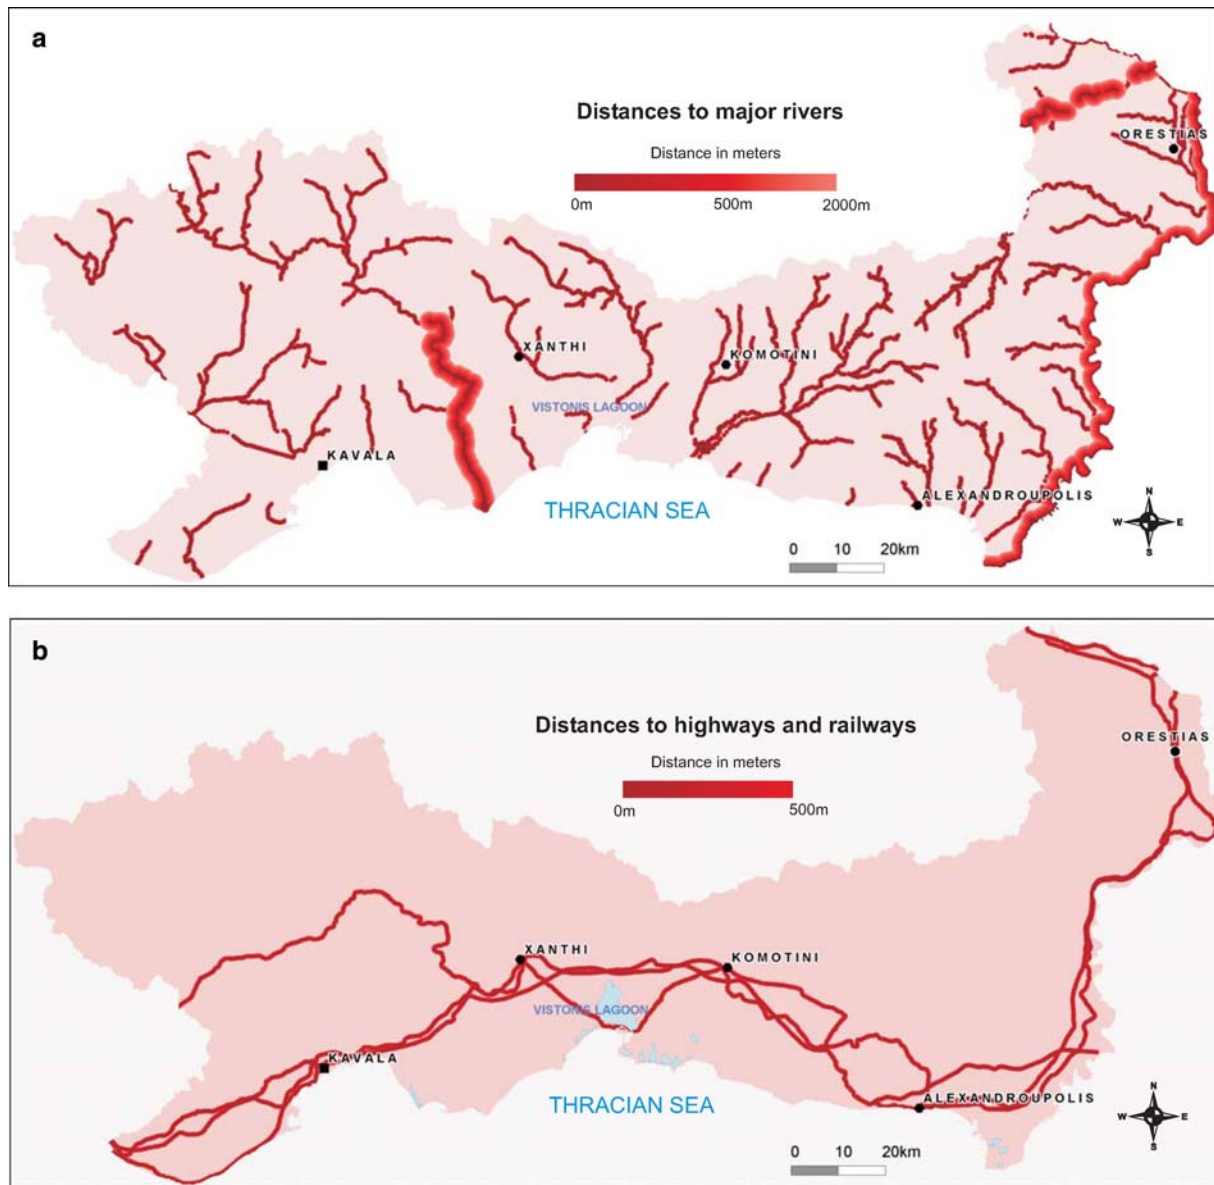 a
Distances to major rivers
Distance in meters
0m 500m 2000m
ORESTIAS
XANTHI
KOMOTINI
VISTONIS LAGOON
KAVALA
ALEXANDROUPOLIS
THRACIAN SEA
0 10 20km
N
W E
S
b
Distances to highways and railways
Distance in meters
0m 500m
ORESTIAS
XANTHI
KOMOTINI
VISTONIS LAGOON
KAVALA
ALEXANDROUPOLIS
THRACIAN SEA
0 10 20km
N
W E
S